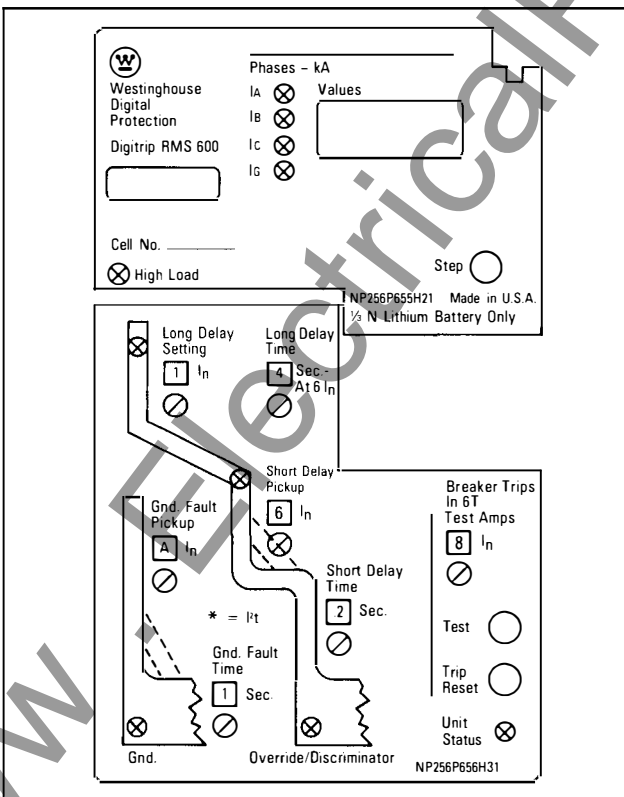 W
Westinghouse
Digital
Protection
Digitrip RMS 600
Phases – kA
IA
IB
IC
IG
Values
Cell No.
High Load
Step
NP256P655H21 Made in U.S.A.
⅓ N Lithium Battery Only
Long Delay
Setting
1 In
Long Delay
Time
4 Sec.-
At 6 In
Short Delay
Pickup
6 In
Gnd. Fault
Pickup
A In
Short Delay
Time
.2 Sec.
* = I²t
Gnd. Fault
Time
1 Sec.
Breaker Trips
In 6T
Test Amps
8 In
Test
Trip
Reset
Unit
Status
Gnd.
Override/Discriminator
NP256P656H31
www.Electrical